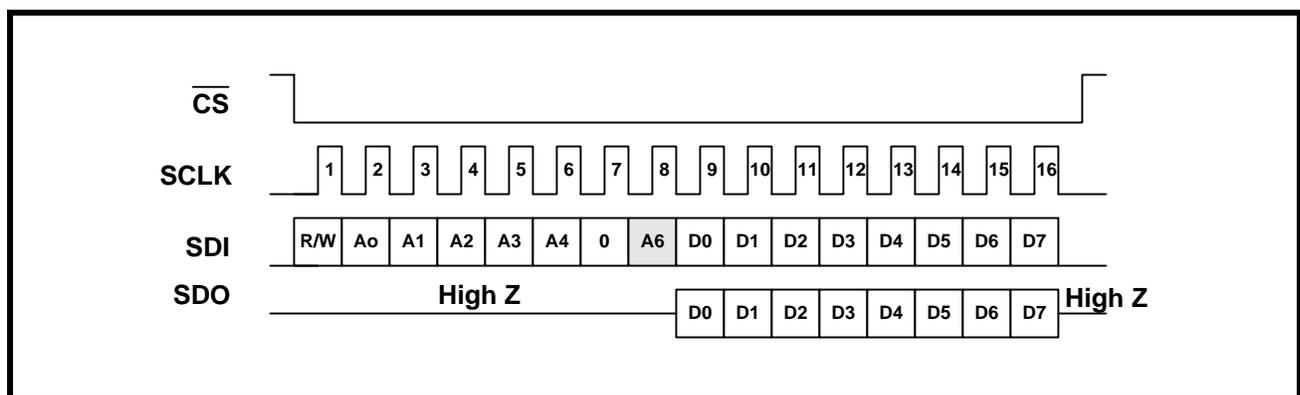 CS
SCLK 1 2 3 4 5 6 7 8 9 10 11 12 13 14 15 16
SDI R/W Ao A1 A2 A3 A4 0 A6 D0 D1 D2 D3 D4 D5 D6 D7
SDO High Z D0 D1 D2 D3 D4 D5 D6 D7 High Z